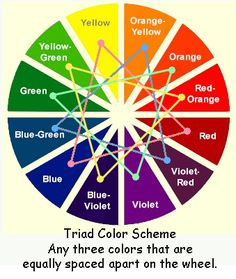 Yellow
Orange-
Yellow
Orange
Red-
Orange
Red
Violet-
Red
Violet
Blue-
Violet
Blue
Blue-Green
Green
Yellow-
Green
Triad Color Scheme
Any three colors that are
equally spaced apart on the wheel.